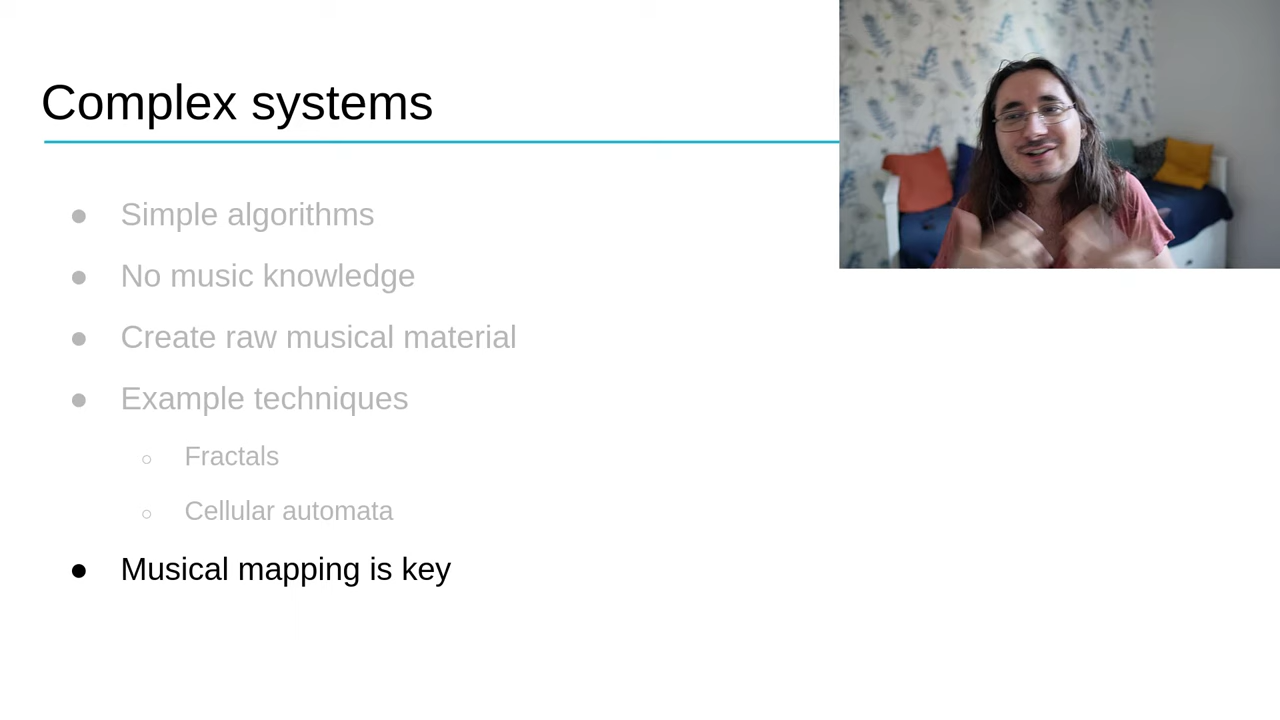 Complex systems
● Simple algorithms
● No music knowledge
● Create raw musical material
● Example techniques
○ Fractals
○ Cellular automata
● Musical mapping is key